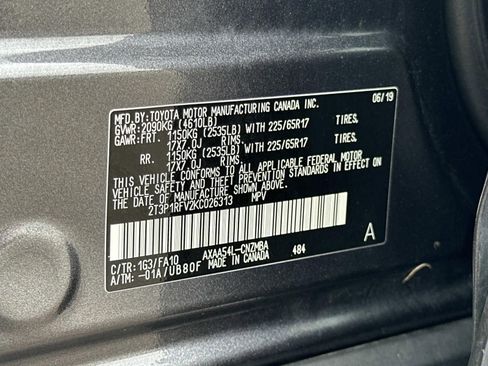 MFD.BY:TOYOTA MOTOR MANUFACTURING CANADA INC. 06/19
GVWR:2090KG (4610LB)
GAWR:FRT. 1150KG (2535LB) WITH 225/65R17 TIRES,
17X7.0J RIMS,
RR. 1150KG (2535LB) WITH 225/65R17 TIRES,
17X7.0J RIMS,
THIS VEHICLE CONFORMS TO ALL APPLICABLE FEDERAL MOTOR
VEHICLE SAFETY AND BUMPER STANDARDS IN EFFECT ON
THE DATE OF MANUFACTURE SHOWN ABOVE.
2T3P1RFV2KC026313 MPV
C/TR:1G3/FA10 AXAA54L-CNZMBA 484 A
A/TM:-01A/UB80F MADE IN CANADA